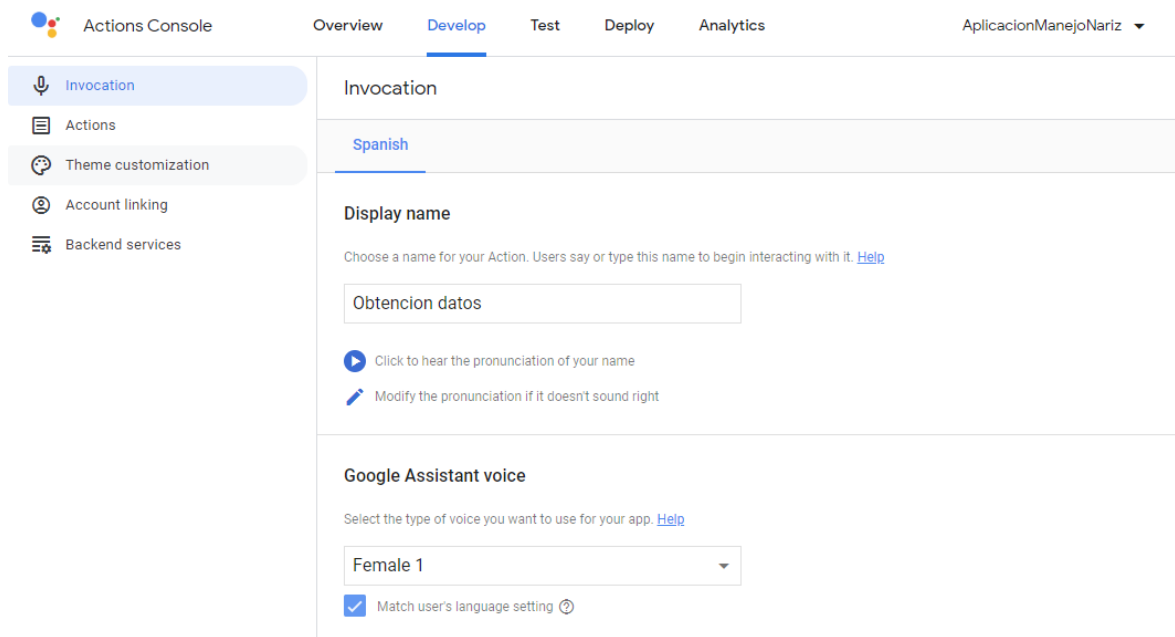 Actions Console
Overview Develop Test Deploy Analytics
AplicacionManejoNariz
Invocation
Actions
Theme customization
Account linking
Backend services
Invocation
Spanish
Display name
Choose a name for your Action. Users say or type this name to begin interacting with it. Help
Obtencion datos
Click to hear the pronunciation of your name
Modify the pronunciation if it doesn't sound right
Google Assistant voice
Select the type of voice you want to use for your app. Help
Female 1
Match user's language setting